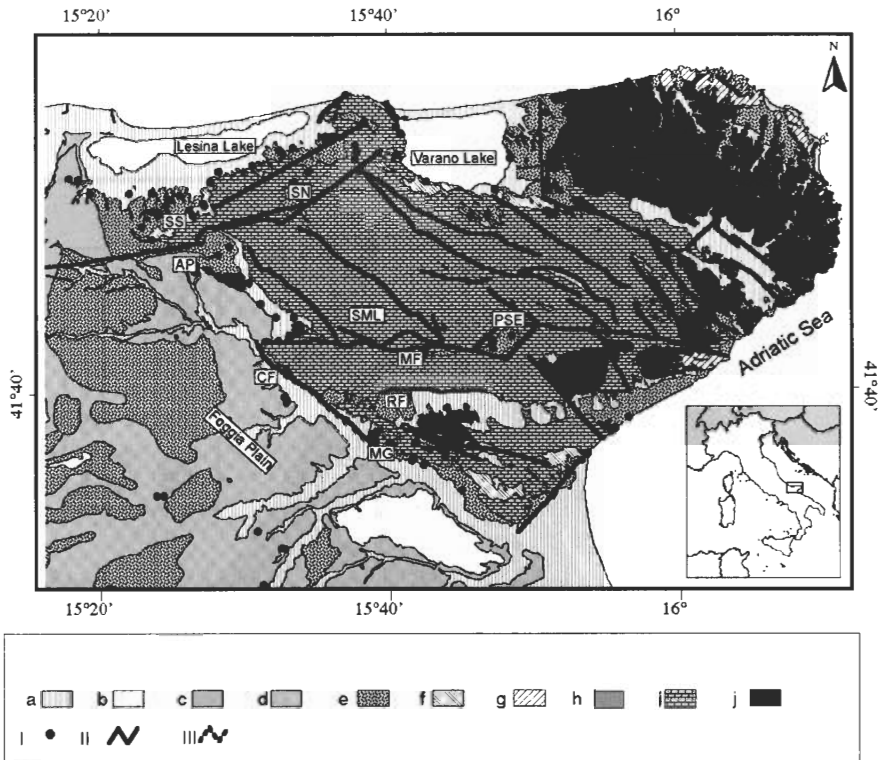 15°20' 15°40' 16°
N
Lesina Lake
Varano Lake
SN
SS
AP
SML
PSE
MF
CF
RF
MG
Adriatic Sea
Foggia Plain
41°40'
41°40'
15°20' 15°40' 16°
a b c d e f g h i j
I II III